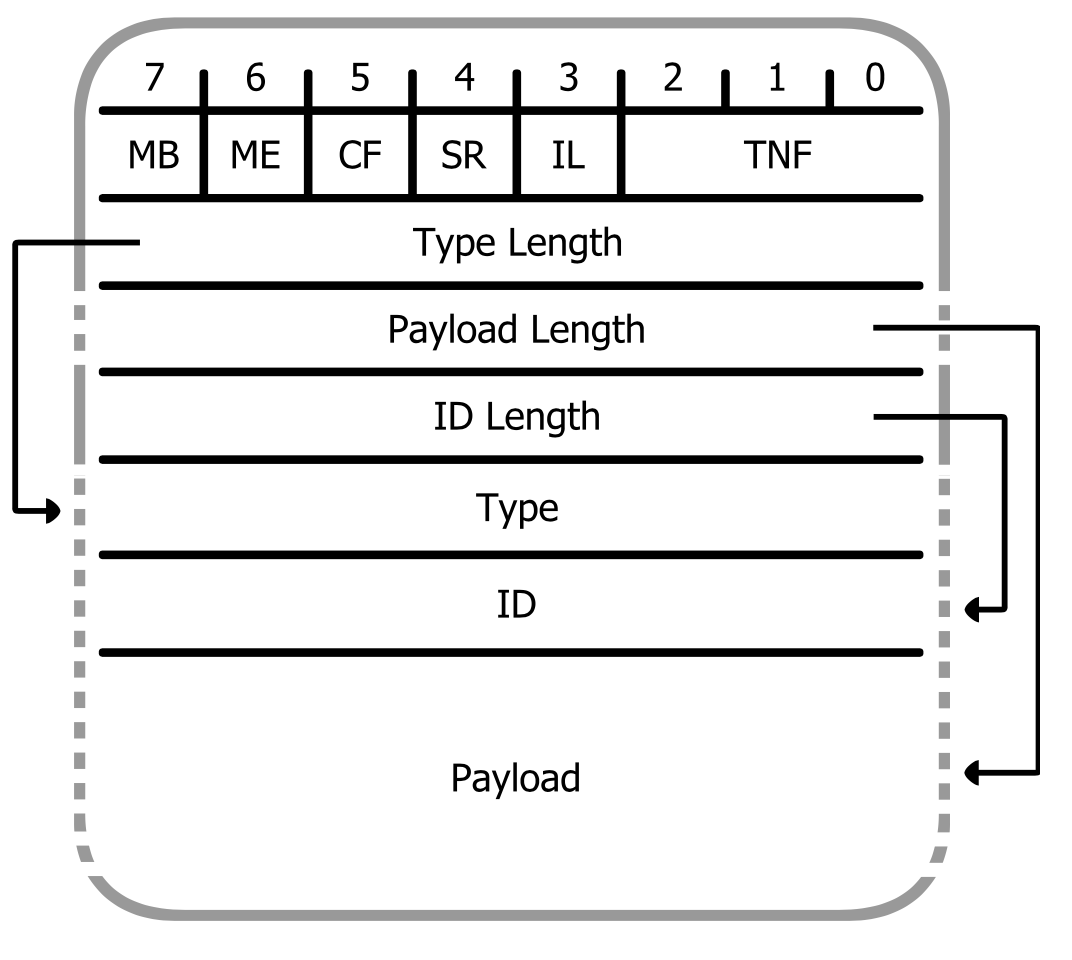 7 6 5 4 3 2 1 0
MB ME CF SR IL TNF
Type Length
Payload Length
ID Length
Type
ID
Payload